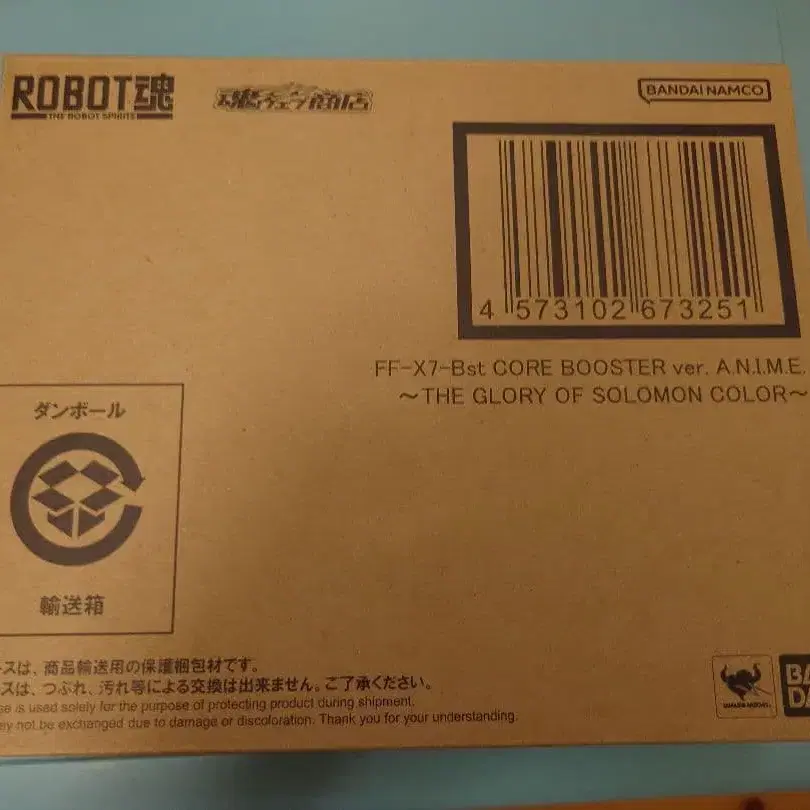 ROBOT魂
THE ROBOT SPIRITS
魂ウェブ商店
BANDAI NAMCO
4 573102 673251
FF-X7-Bst CORE BOOSTER ver. A.N.I.M.E.
～THE GLORY OF SOLOMON COLOR～
ダンボール
輸送箱
スは、商品輸送用の保護梱包材です。
スは、つぶれ、汚れ等による交換は出来ません。ご了承ください。
se is used solely for the purpose of protecting product during shipment.
ey not be exchanged due to damage or discoloration. Thank you for your understanding.
BA
DA